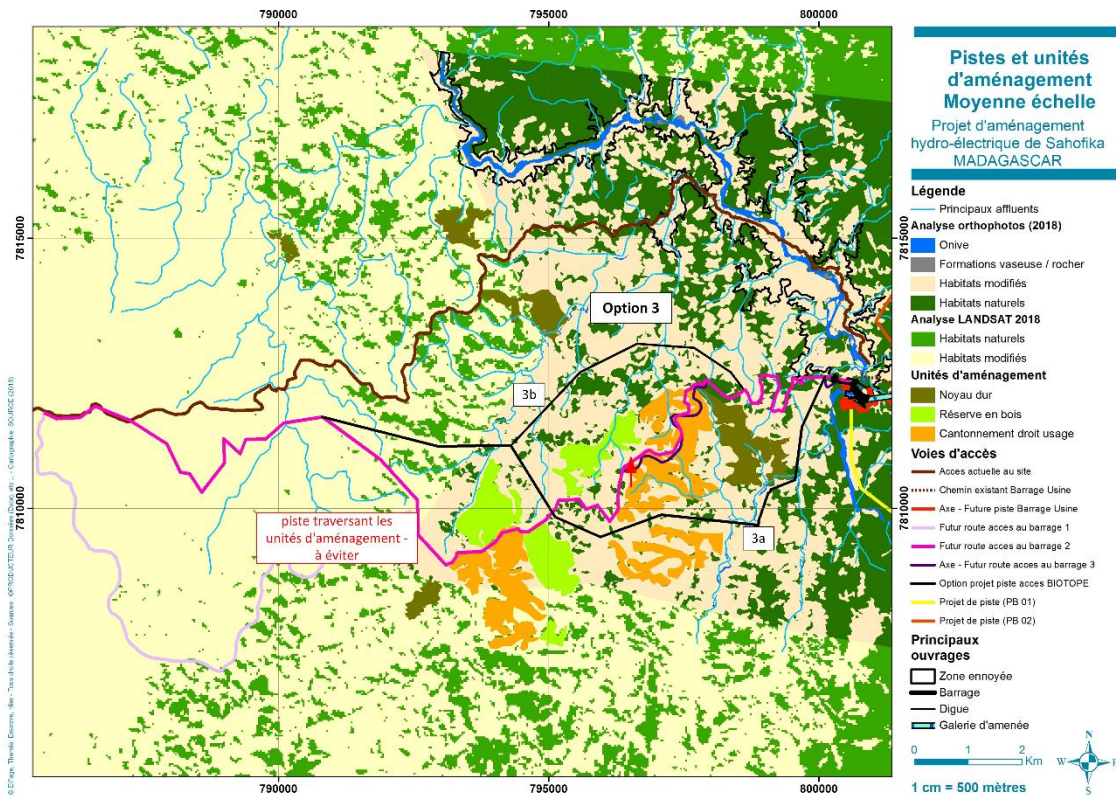 790000
795000
800000
7815000
7810000
Option 3
3b
3a
piste traversant les
unités d'aménagement -
à éviter
790000
795000
800000
7815000
7810000
Pistes et unités
d'aménagement
Moyenne échelle
Projet d'aménagement
hydro-électrique de Sahofika
MADAGASCAR
Légende
Principaux affluents
Analyse orthophotos (2018)
Onive
Formations vaseuse / rocher
Habitats modifiés
Habitats naturels
Analyse LANDSAT 2018
Habitats naturels
Habitats modifiés
Unités d'aménagement
Noyau dur
Réserve en bois
Cantonnement droit usage
Voies d'accès
Acces actuelle au site
Chemin existant Barrage Usine
Axe - Future piste Barrage Usine
Futur route acces au barrage 1
Futur route acces au barrage 2
Axe - Futur route acces au barrage 3
Option projet piste acces BIOTOPE
Projet de piste (PB 01)
Projet de piste (PB 02)
Principaux
ouvrages
Zone ennoyée
Barrage
Digue
Galerie d'amenée
0 1 2
Km
N
W
E
S
1 cm = 500 mètres